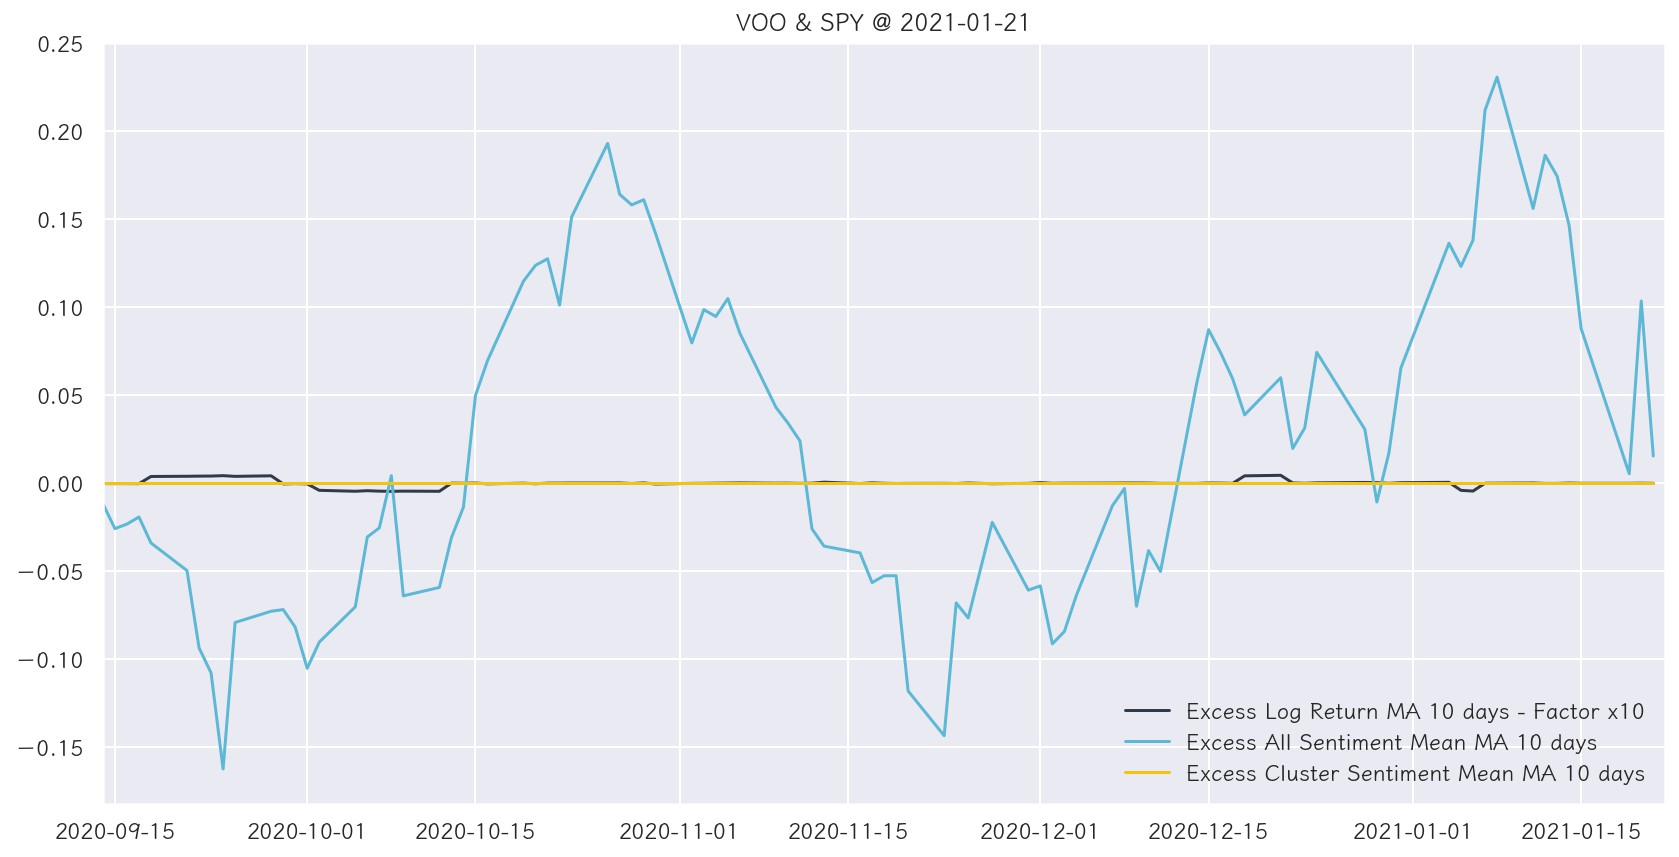 VOO & SPY @ 2021-01-21
0.25
0.20
0.15
0.10
0.05
0.00
−0.05
−0.10
−0.15
Excess Log Return MA 10 days - Factor x10
Excess All Sentiment Mean MA 10 days
Excess Cluster Sentiment Mean MA 10 days
2020-09-15 2020-10-01 2020-10-15 2020-11-01 2020-11-15 2020-12-01 2020-12-15 2021-01-01 2021-01-15